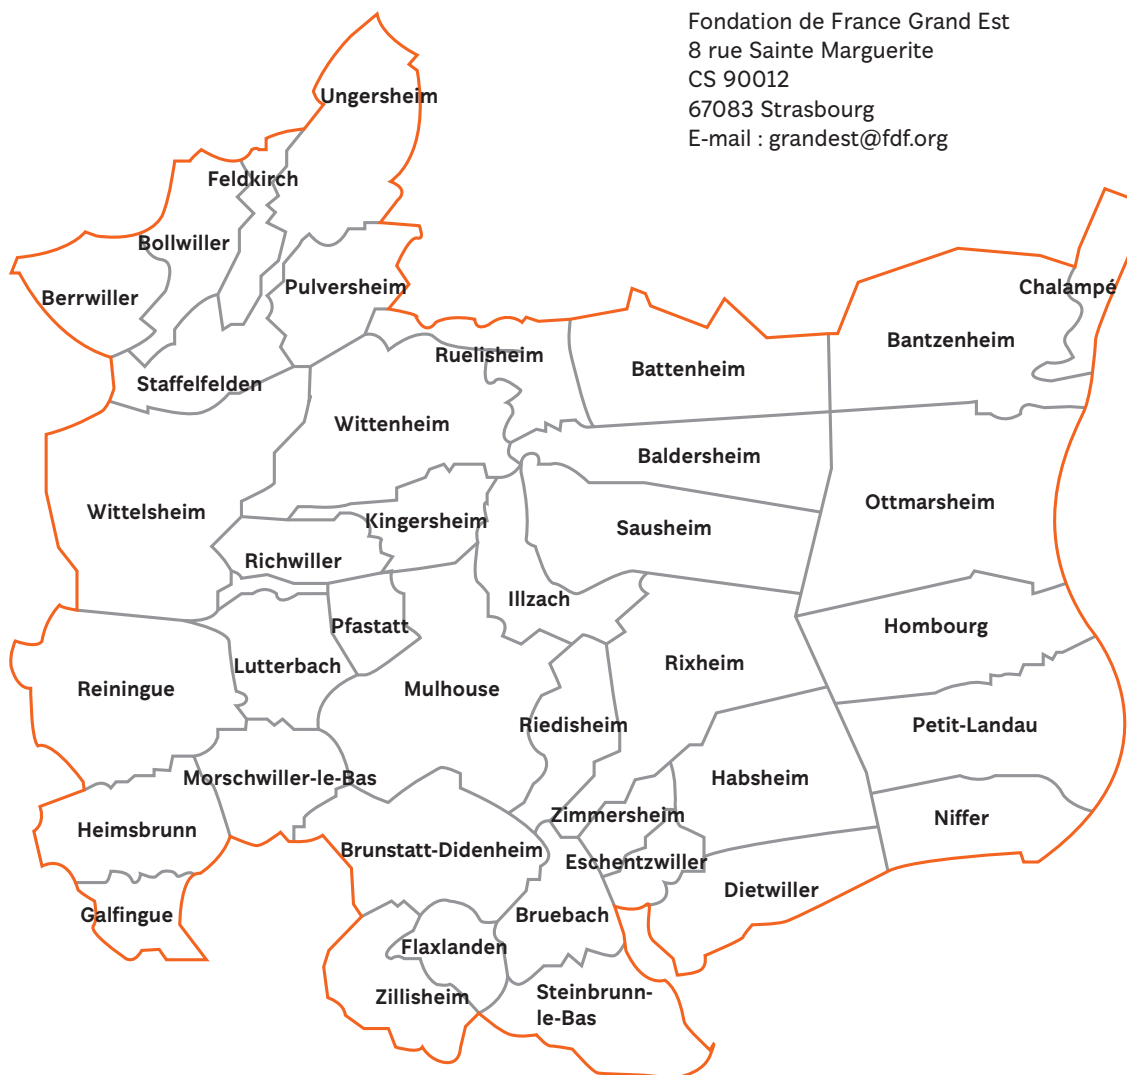 Fondation de France Grand Est
8 rue Sainte Marguerite
CS 90012
67083 Strasbourg
E-mail : grandest@fdf.org
Ungersheim
Feldkirch
Bollwiller
Berrwiller
Pulversheim
Chalampé
Bantzenheim
Ruelisheim
Battenheim
Staffelfelden
Wittenheim
Baldersheim
Ottmarsheim
Wittelsheim
Kingersheim
Sausheim
Richwiller
Illzach
Pfastatt
Hombourg
Lutterbach
Rixheim
Reiningue
Mulhouse
Riedisheim
Petit-Landau
Morschwiller-le-Bas
Habsheim
Zimmersheim
Niffer
Heimsbrunn
Brunstatt-Didenheim
Eschentzwiller
Dietwiller
Galfingue
Bruebach
Flaxlanden
Zillisheim
Steinbrunn-
le-Bas